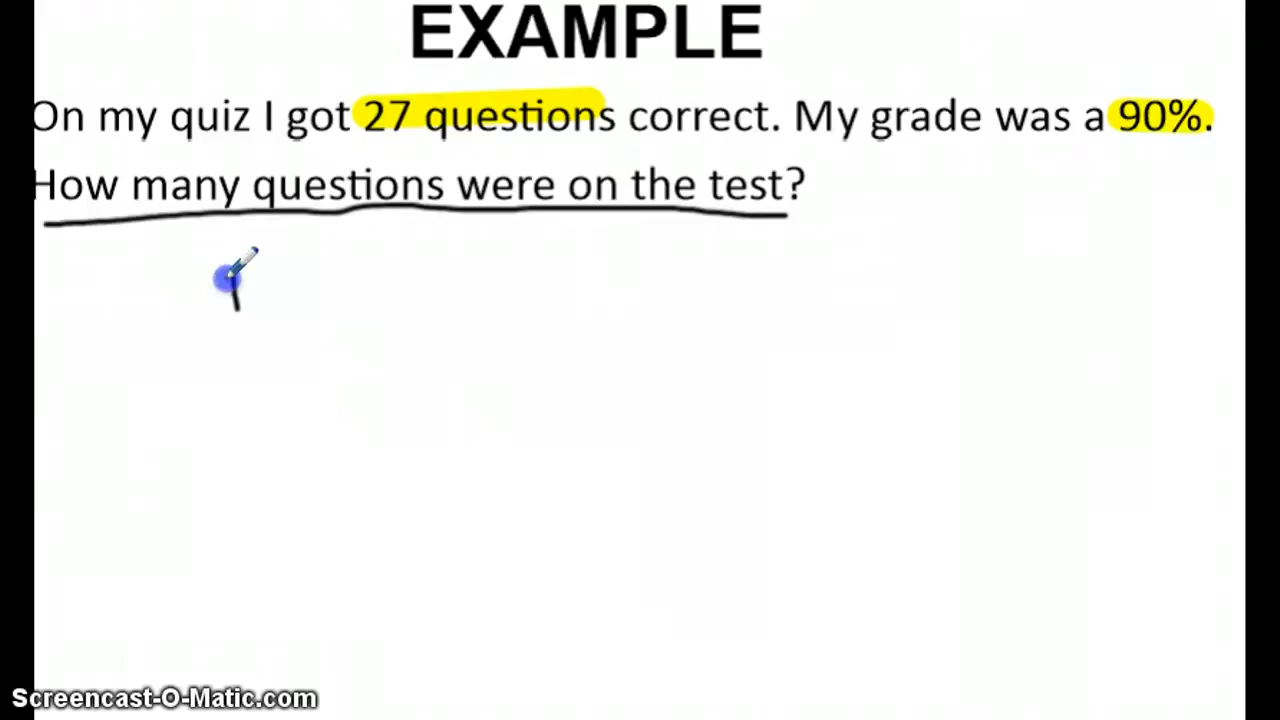 EXAMPLE
On my quiz I got 27 questions correct. My grade was a 90%.
How many questions were on the test?
Screencast-O-Matic.com